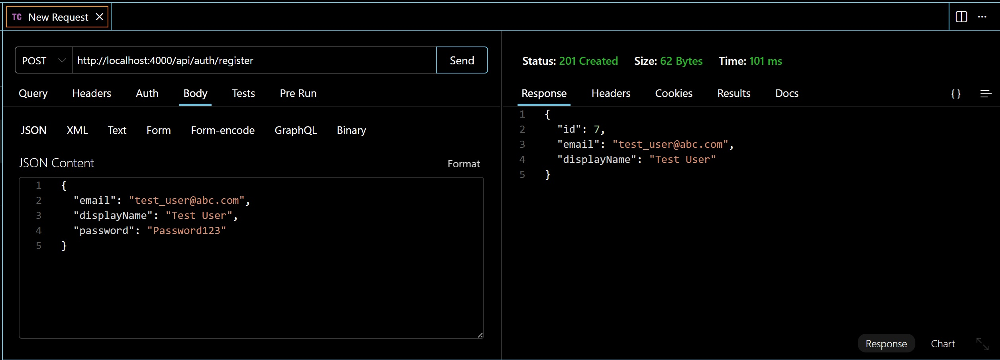 TC New Request
POST http://localhost:4000/api/auth/register Send
Query Headers Auth Body Tests Pre Run
JSON XML Text Form Form-encode GraphQL Binary
JSON Content Format
1 {
2 "email": "test_user@abc.com",
3 "displayName": "Test User",
4 "password": "Password123"
5 }
Status: 201 Created Size: 62 Bytes Time: 101 ms
Response Headers Cookies Results Docs { }
1 {
2 "id": 7,
3 "email": "test_user@abc.com",
4 "displayName": "Test User"
5 }
Response Chart